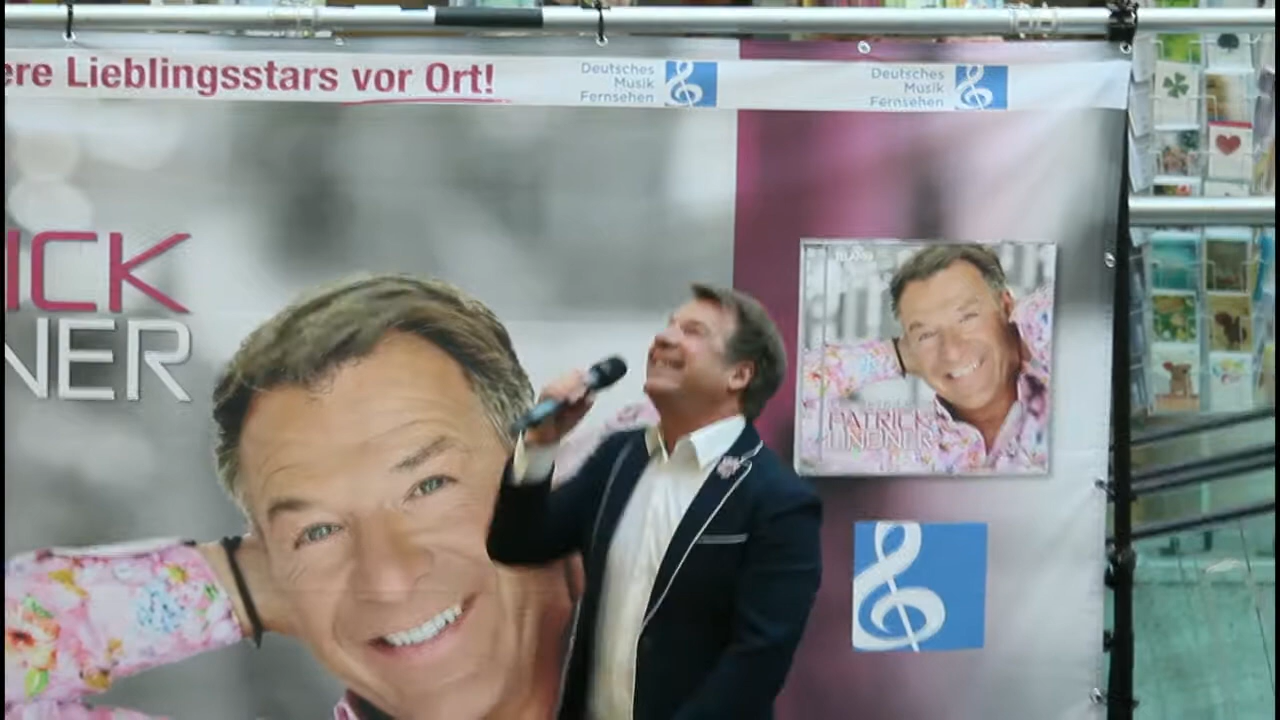 ere Lieblingsstars vor Ort!
Deutsches
Musik
Fernsehen
Deutsches
Musik
Fernsehen
ICK
NER
PATRICK
LINDNER